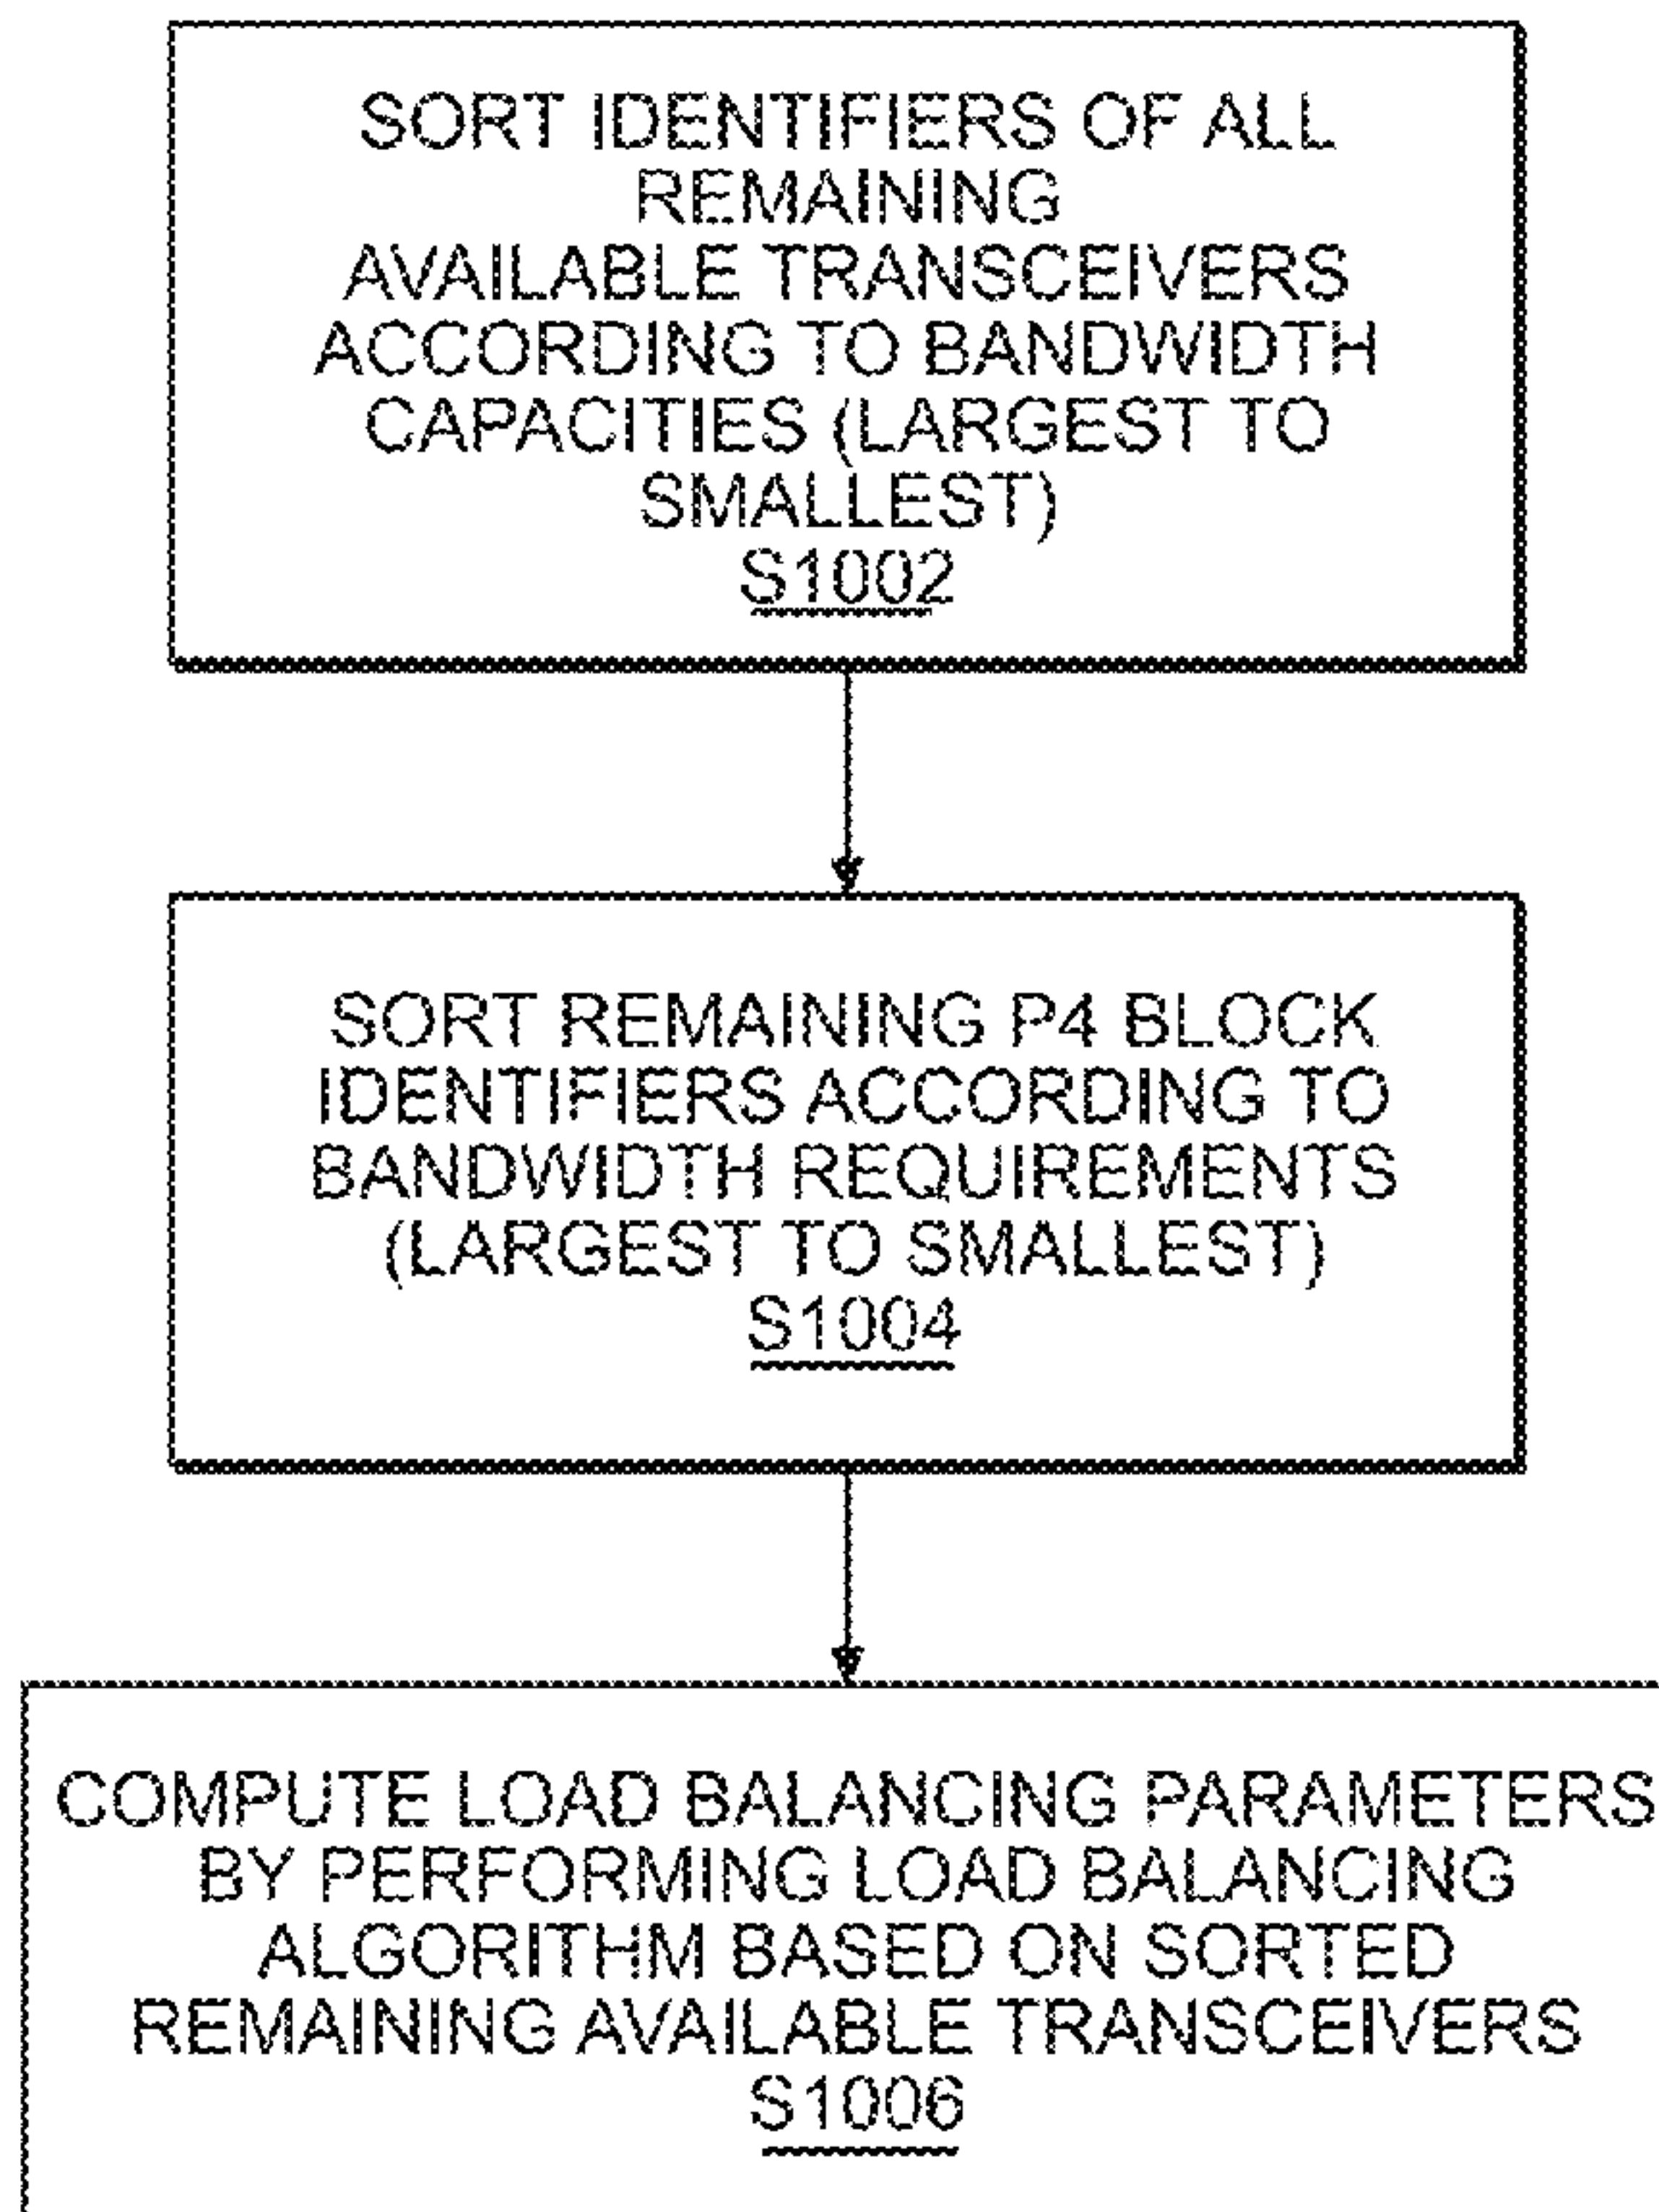 SORT IDENTIFIERS OF ALL
REMAINING
AVAILABLE TRANSCEIVERS
ACCORDING TO BANDWIDTH
CAPACITIES (LARGEST TO
SMALLEST)
S1002
SORT REMAINING P4 BLOCK
IDENTIFIERS ACCORDING TO
BANDWIDTH REQUIREMENTS
(LARGEST TO SMALLEST)
S1004
COMPUTE LOAD BALANCING PARAMETERS
BY PERFORMING LOAD BALANCING
ALGORITHM BASED ON SORTED
REMAINING AVAILABLE TRANSCEIVERS
S1006